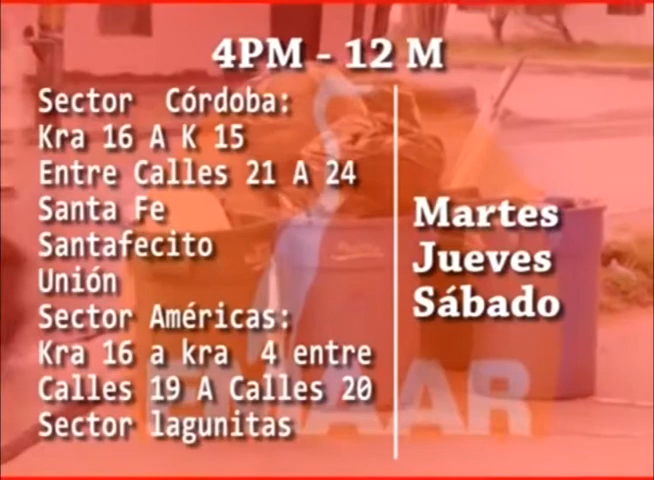 4PM - 12 M
Sector Córdoba:
Kra 16 A K 15
Entre Calles 21 A 24
Santa Fe
Santafecito
Unión
Sector Américas:
Kra 16 a kra 4 entre
Calles 19 A Calles 20
Sector lagunitas
Martes
Jueves
Sábado
EMAAR